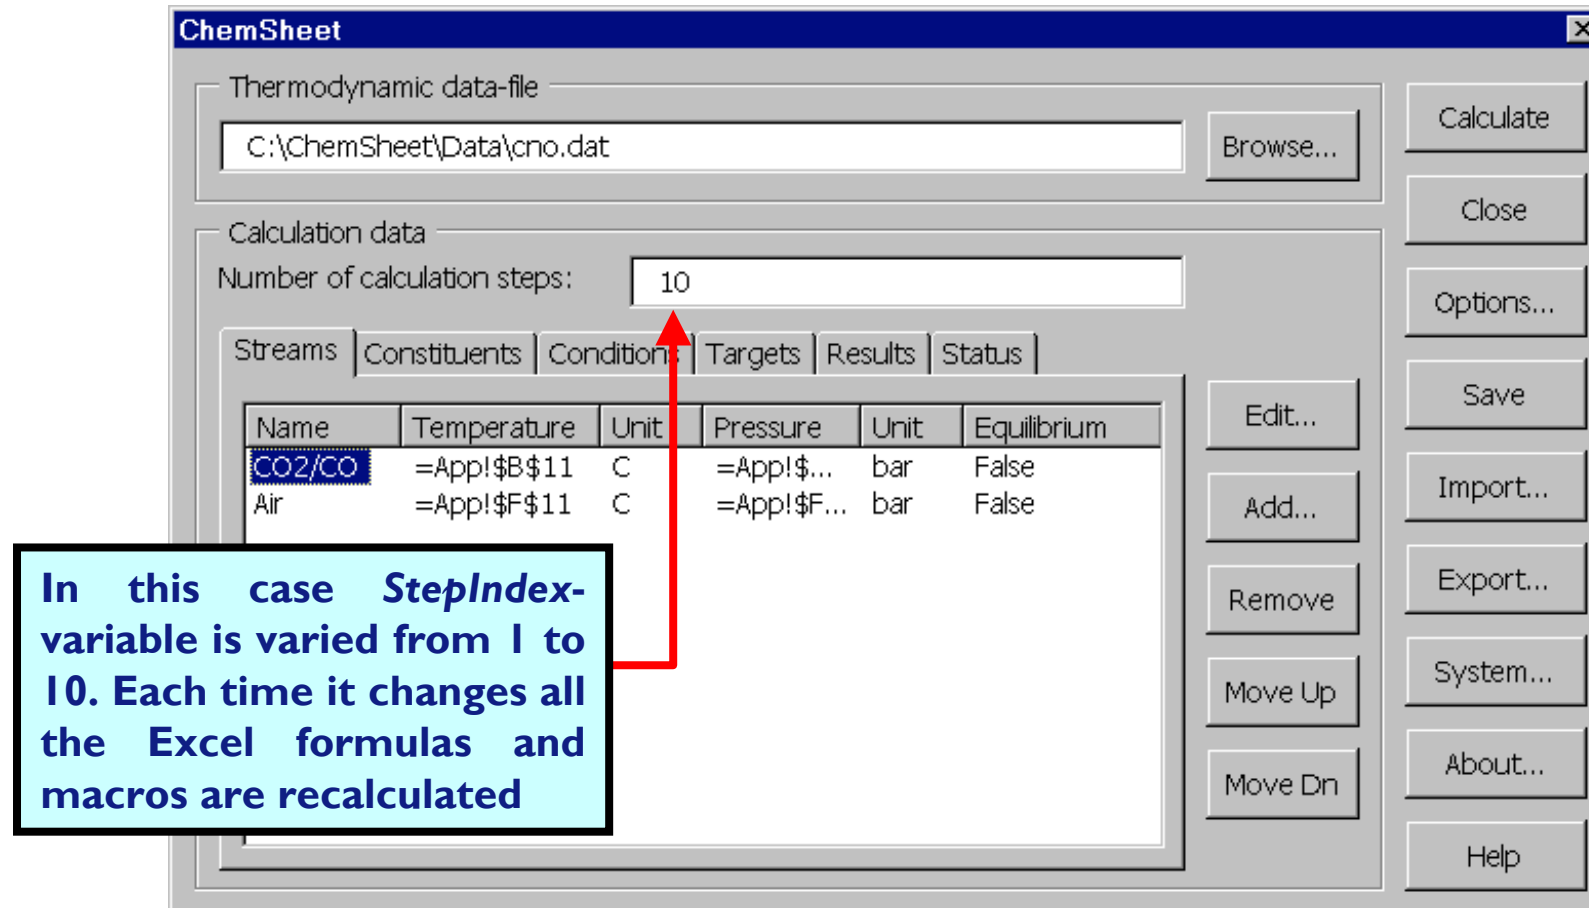 ChemSheet
Thermodynamic data-file
C:\ChemSheet\Data\cno.dat
Browse...
Calculate
Close
Calculation data
Number of calculation steps: 10
Options...
Streams Constituents Conditions Targets Results Status
Save
Edit...
Name Temperature Unit Pressure Unit Equilibrium
CO2/CO =App!$B$11 C =App!$... bar False
Air =App!$F$11 C =App!$F... bar False
Import...
Add...
In this case StepIndex-
variable is varied from 1 to
10. Each time it changes all
the Excel formulas and
macros are recalculated
Export...
Remove
System...
Move Up
About...
Move Dn
Help